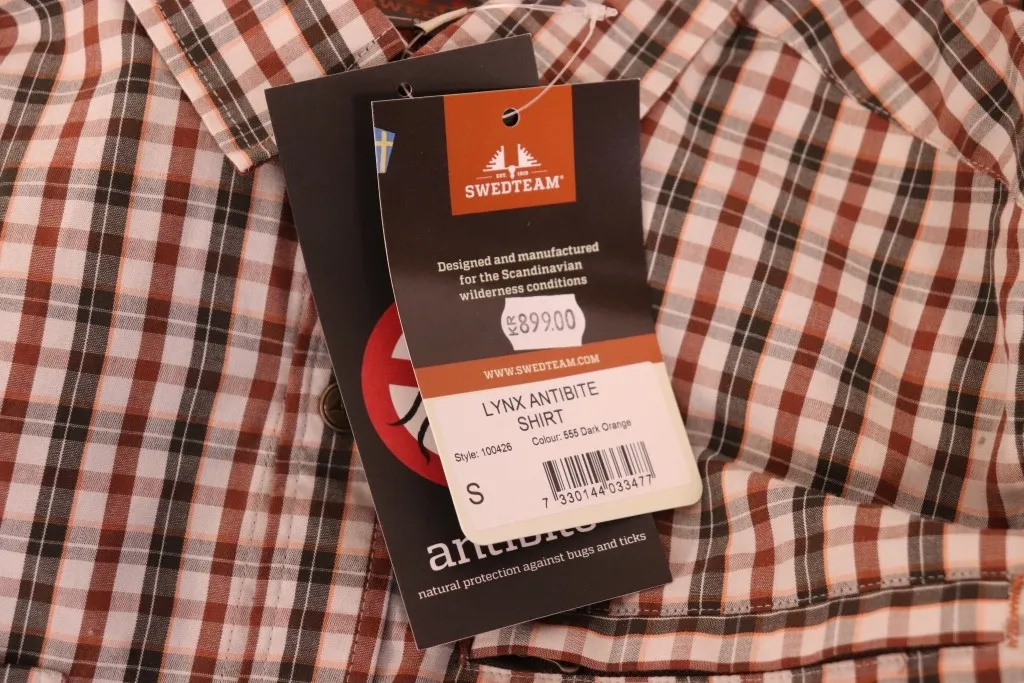 EST. 1919
SWEDTEAM®
Designed and manufactured
for the Scandinavian
wilderness conditions
KR 899.00
WWW.SWEDTEAM.COM
LYNX ANTIBITE
SHIRT
Style: 100426 Colour: 555 Dark Orange
S
7 330144 033477
antibite
natural protection against bugs and ticks